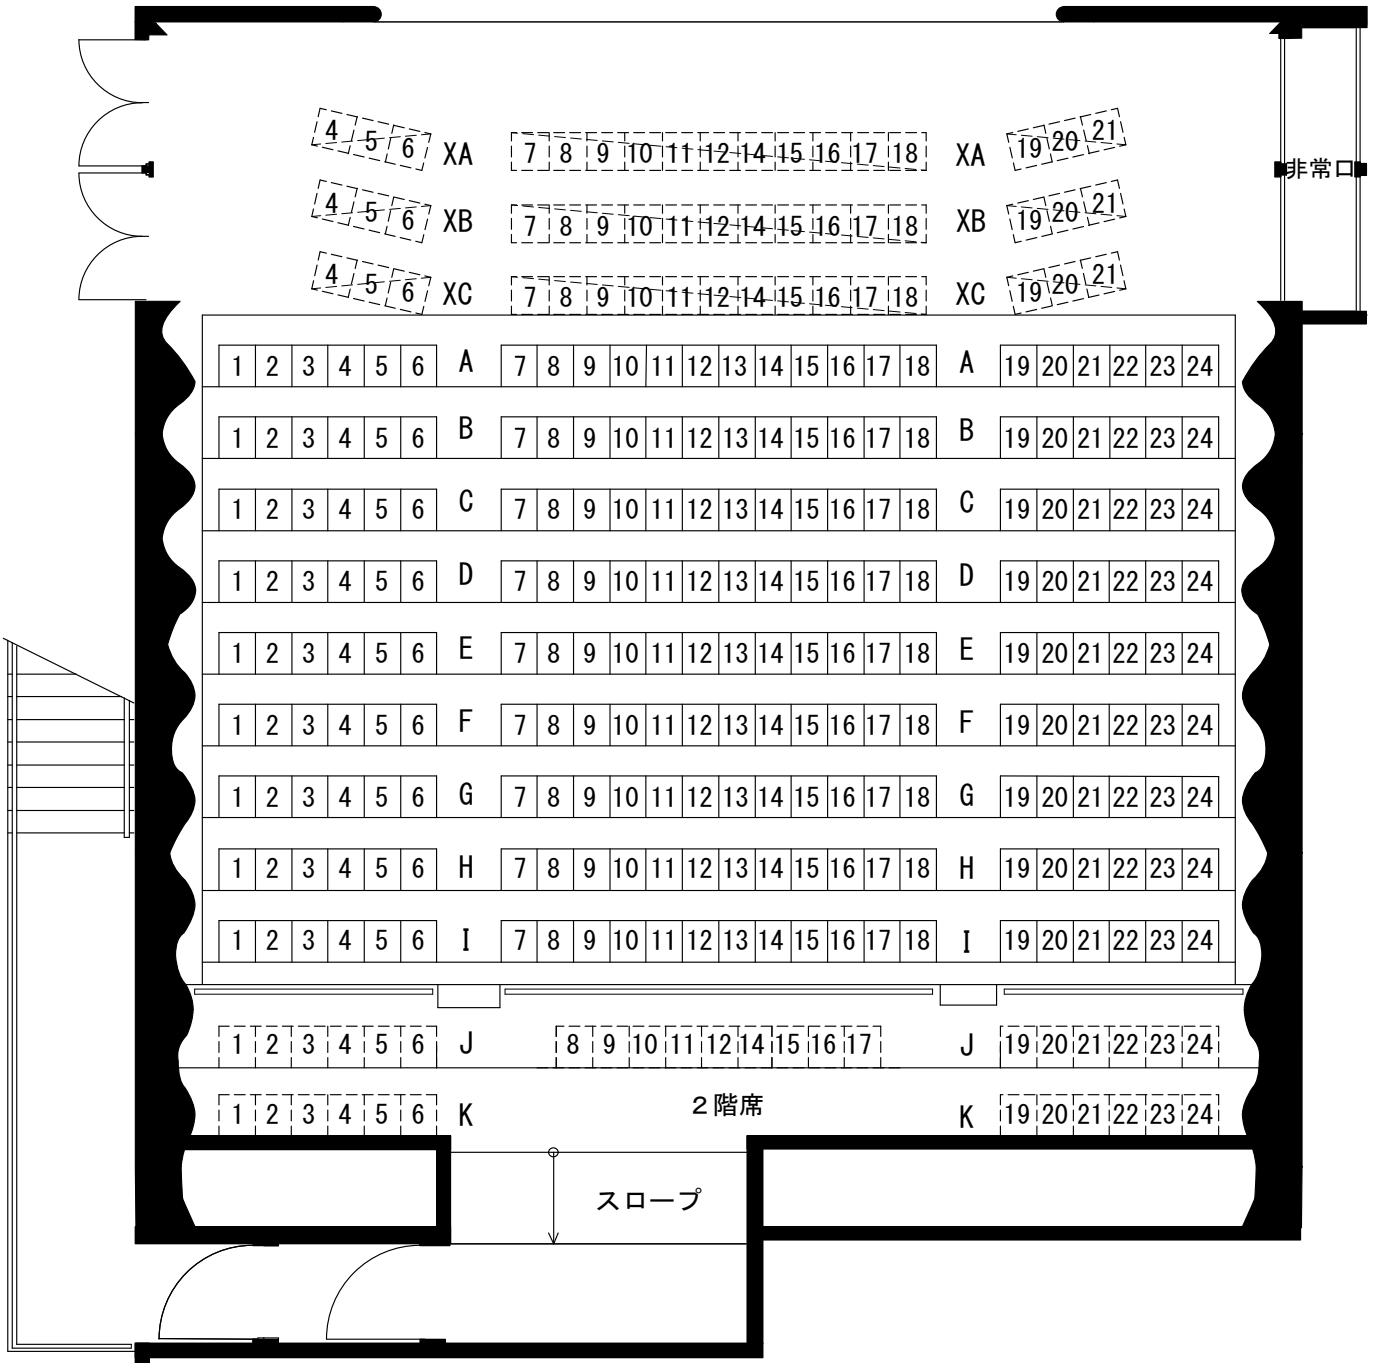 4 5 6 XA 7 8 9 10 11 12 14 15 16 17 18 XA 19 20 21
非常口
4 5 6 XB 7 8 9 10 11 12 14 15 16 17 18 XB 19 20 21
4 5 6 XC 7 8 9 10 11 12 14 15 16 17 18 XC 19 20 21
1 2 3 4 5 6 A 7 8 9 10 11 12 13 14 15 16 17 18 A 19 20 21 22 23 24
1 2 3 4 5 6 B 7 8 9 10 11 12 13 14 15 16 17 18 B 19 20 21 22 23 24
1 2 3 4 5 6 C 7 8 9 10 11 12 13 14 15 16 17 18 C 19 20 21 22 23 24
1 2 3 4 5 6 D 7 8 9 10 11 12 13 14 15 16 17 18 D 19 20 21 22 23 24
1 2 3 4 5 6 E 7 8 9 10 11 12 13 14 15 16 17 18 E 19 20 21 22 23 24
1 2 3 4 5 6 F 7 8 9 10 11 12 13 14 15 16 17 18 F 19 20 21 22 23 24
1 2 3 4 5 6 G 7 8 9 10 11 12 13 14 15 16 17 18 G 19 20 21 22 23 24
1 2 3 4 5 6 H 7 8 9 10 11 12 13 14 15 16 17 18 H 19 20 21 22 23 24
1 2 3 4 5 6 I 7 8 9 10 11 12 13 14 15 16 17 18 I 19 20 21 22 23 24
1 2 3 4 5 6 J 8 9 10 11 12 14 15 16 17 J 19 20 21 22 23 24
1 2 3 4 5 6 K ２階席 K 19 20 21 22 23 24
スロープ